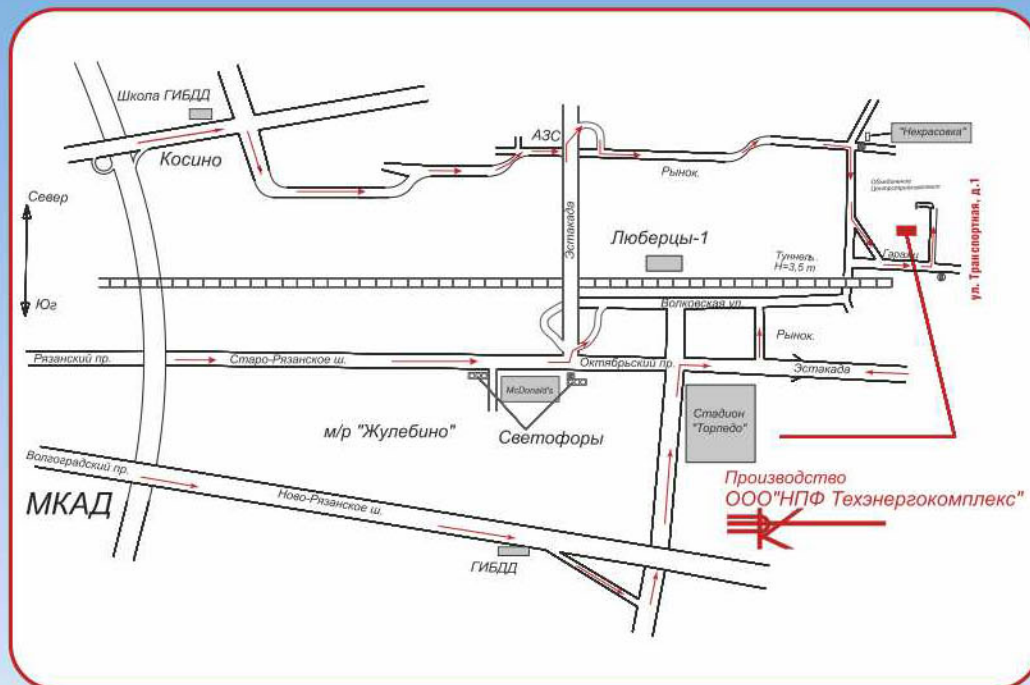 Школа ГИБДД
Косино
Север
Юг
АЗС
"Некрасовка"
Рынок.
Эстакада
Люберцы-1
Туннель.
H=3,5 m
Гаражи
ул. Транспортная, д.1
Волковская ул.
Рынок.
Рязанский пр.
Старо-Рязанское ш.
Октябрьский пр.
Эстакада
McDonald's
Светофоры
м/р "Жулебино"
Стадион
"Торпедо"
Волгоградский пр.
МКАД
Ново-Рязанское ш.
ГИБДД
Производство
ООО"НПФ Техэнергокомплекс"